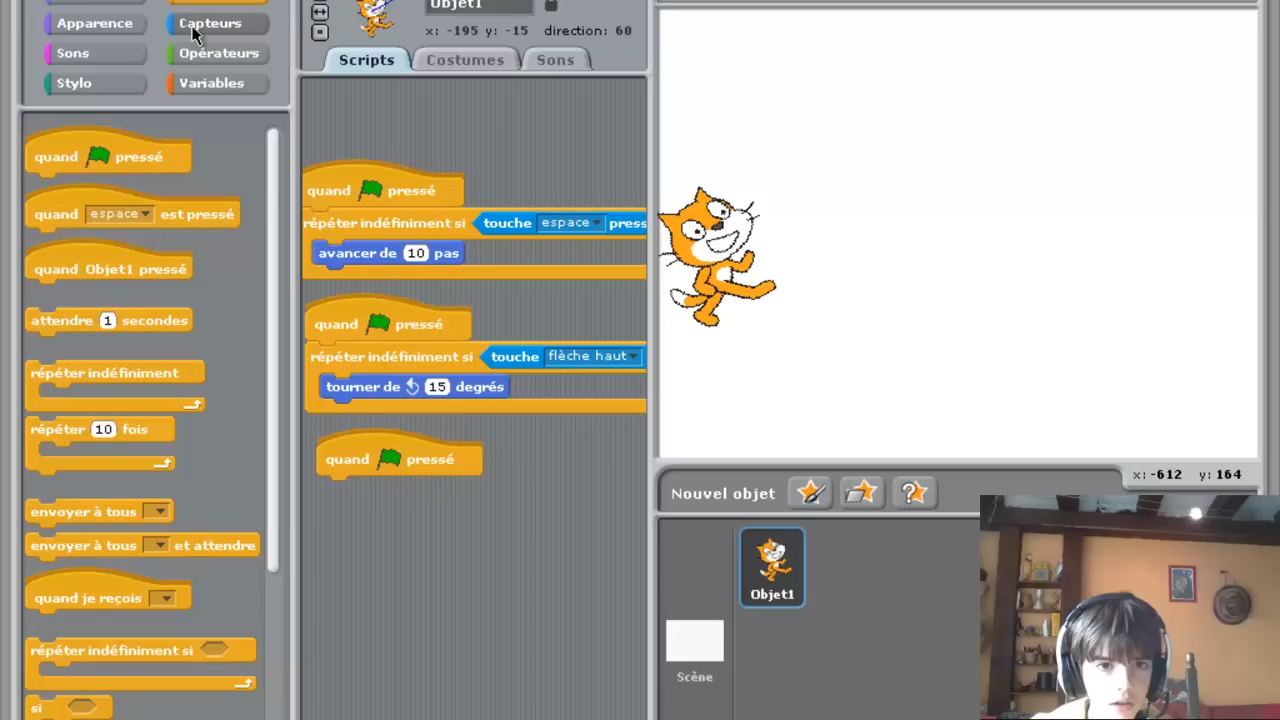 Apparence
Capteurs
Sons
Opérateurs
Stylo
Variables
Objet1
x: -195 y: -15 direction: 60
Scripts
Costumes
Sons
quand pressé
quand espace est pressé
quand Objet1 pressé
attendre 1 secondes
répéter indéfiniment
répéter 10 fois
envoyer à tous
envoyer à tous et attendre
quand je reçois
répéter indéfiniment si
si
quand pressé
répéter indéfiniment si touche espace press
avancer de 10 pas
quand pressé
répéter indéfiniment si touche flèche haut
tourner de 15 degrés
quand pressé
x: -612 y: 164
Nouvel objet
Objet1
Scène